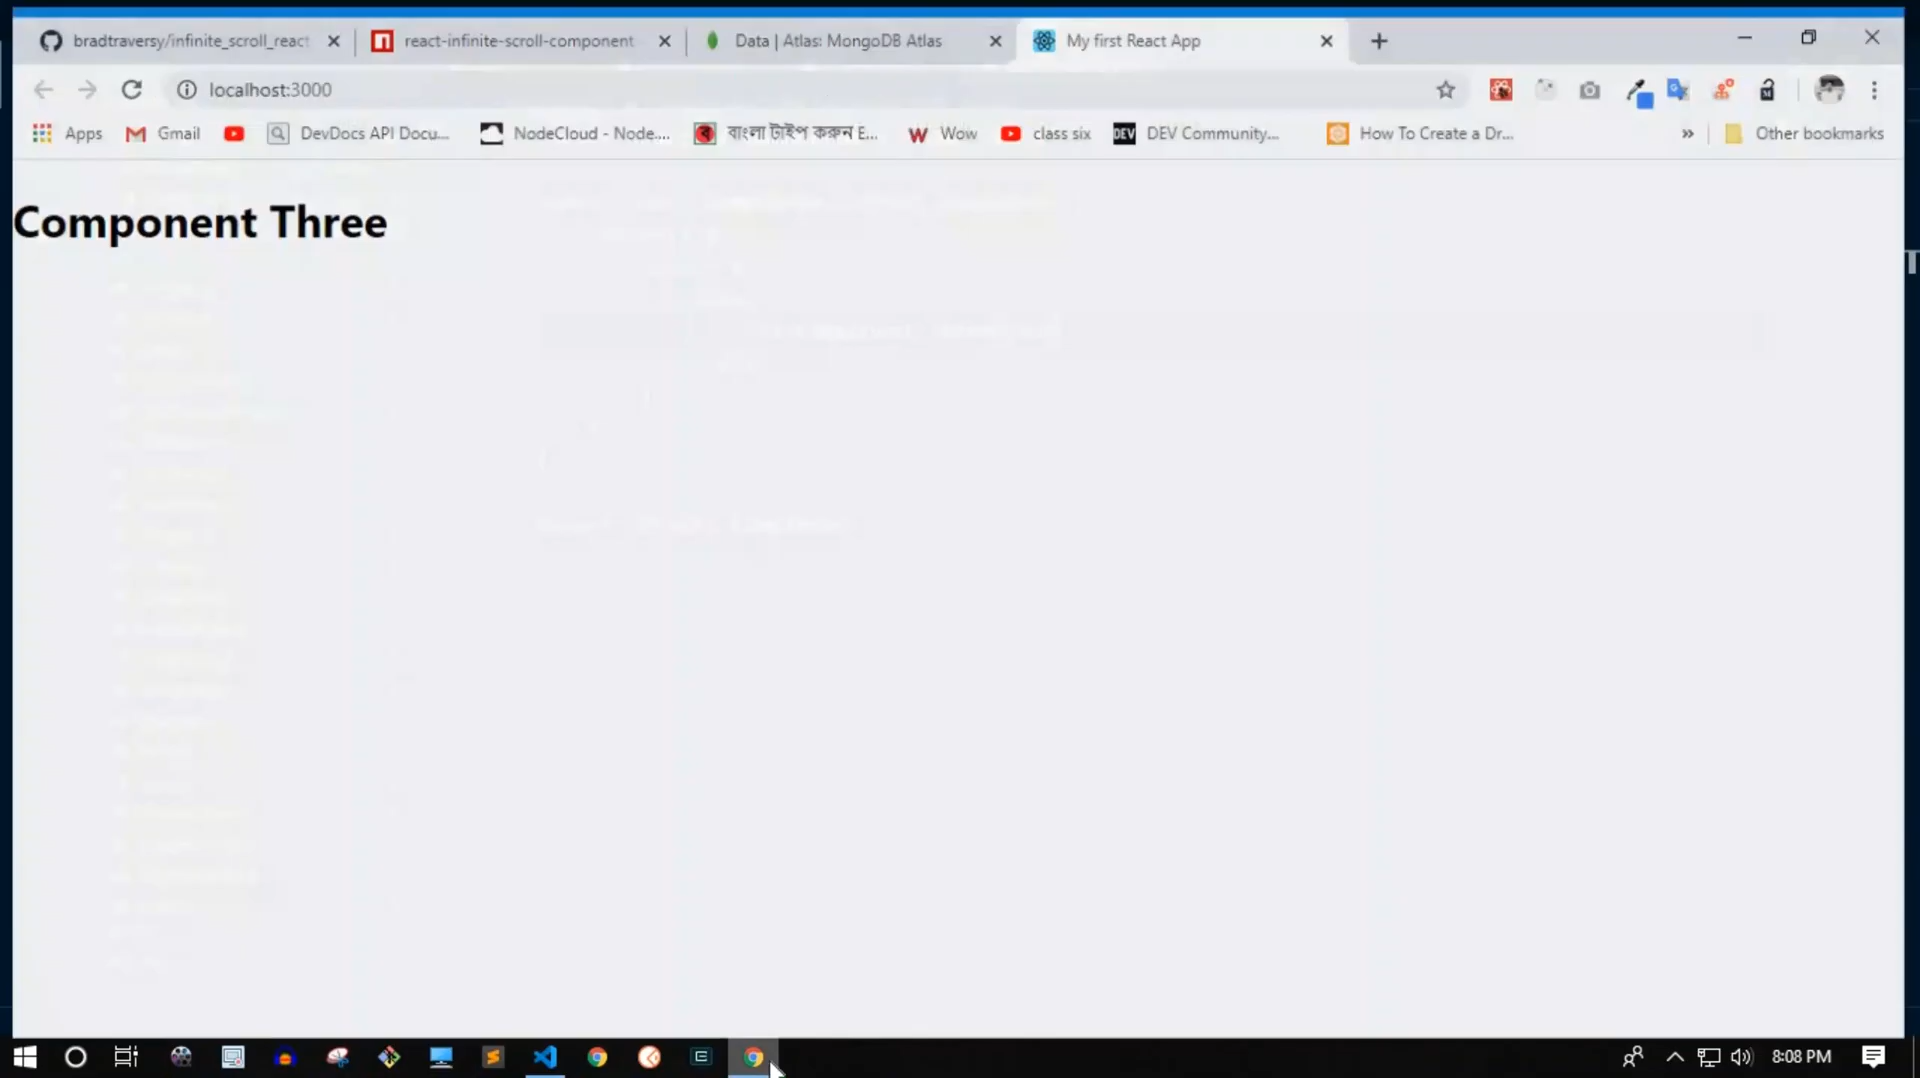 bradtraversy/infinite_scroll_react
react-infinite-scroll-component
Data | Atlas: MongoDB Atlas
My first React App
localhost:3000
Apps
Gmail
DevDocs API Docu...
NodeCloud - Node....
বাংলা টাইপ করুন E...
Wow
class six
DEV
DEV Community...
How To Create a Dr...
Other bookmarks
Component Three
8:08 PM